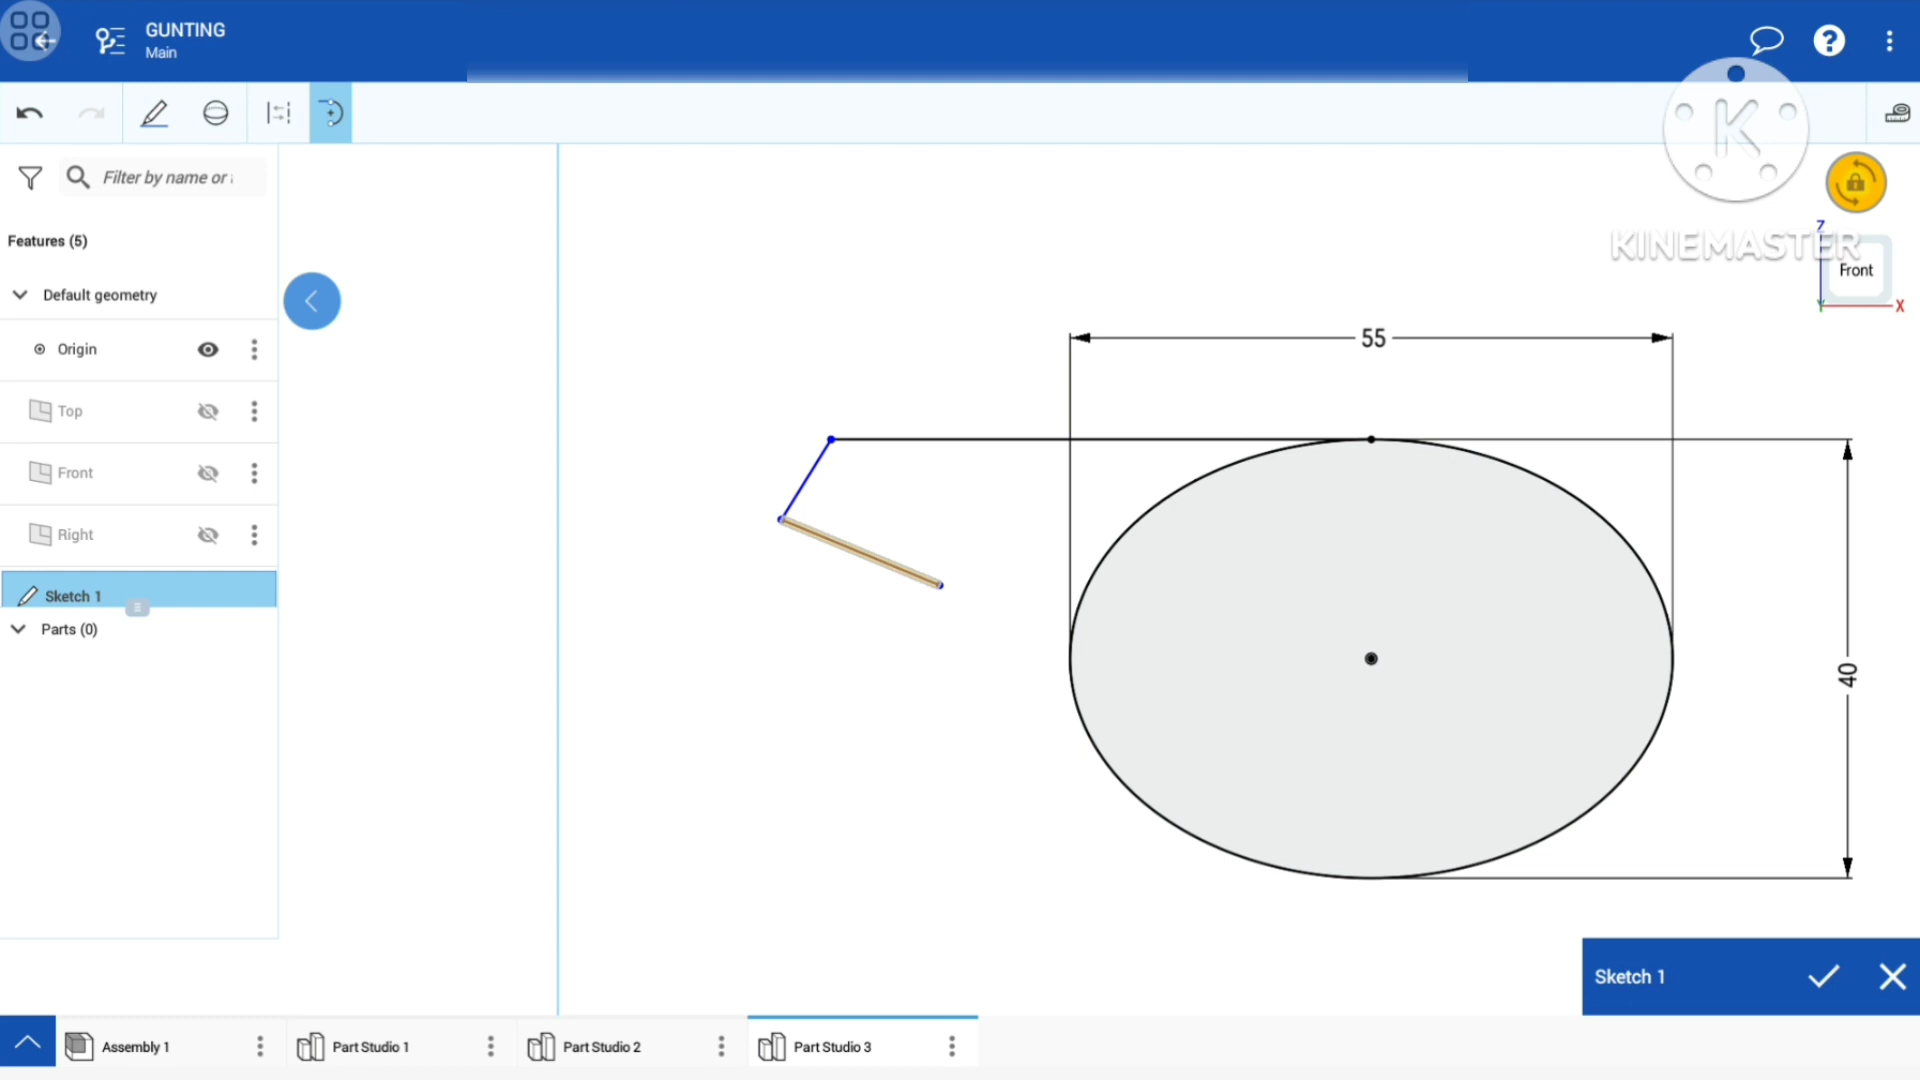 GUNTING
Main
Filter by name or
Features (5)
Default geometry
Origin
Top
Front
Right
Sketch 1
Parts (0)
K
KINEMASTER
Z
Front
Y
X
55
40
Sketch 1
Assembly 1
Part Studio 1
Part Studio 2
Part Studio 3